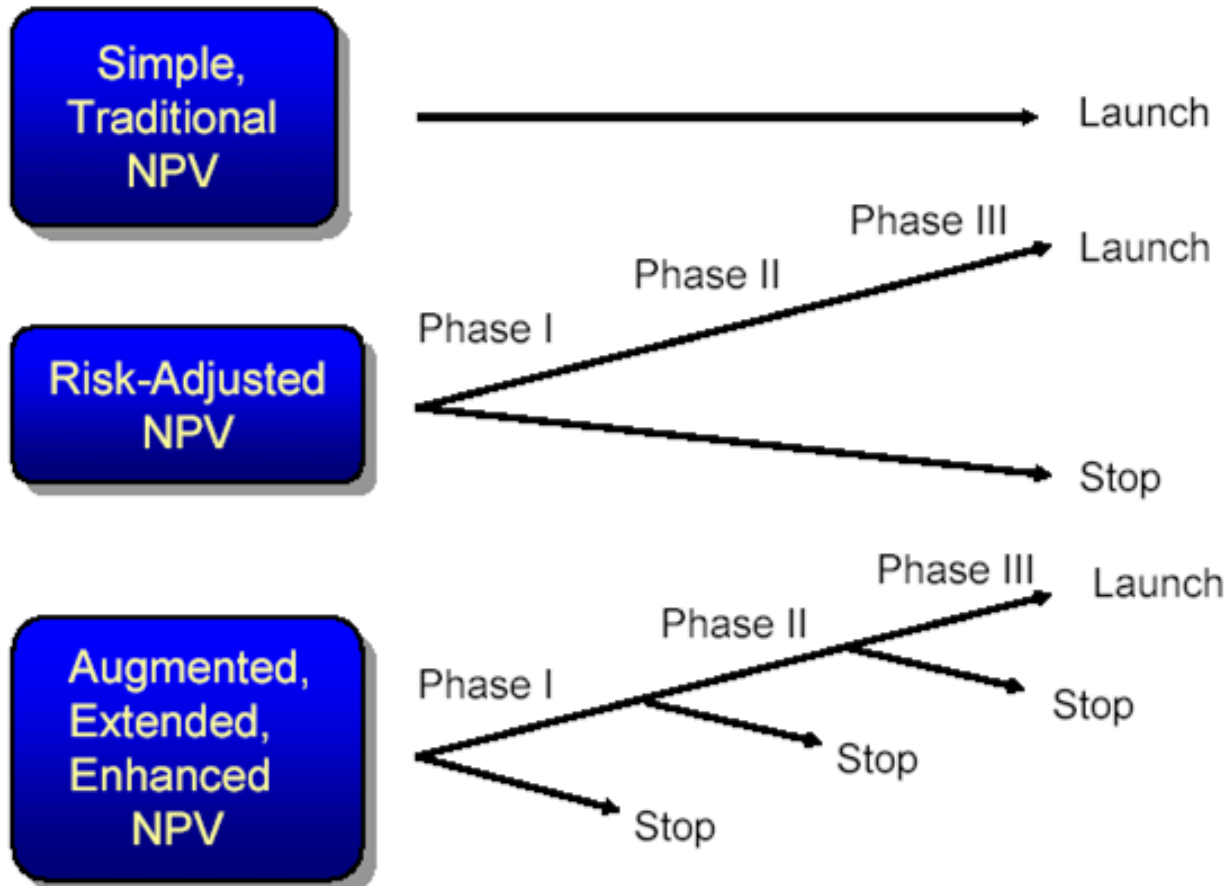 Simple,
Traditional
NPV
Launch
Phase III
Launch
Phase II
Phase I
Risk-Adjusted
NPV
Stop
Phase III
Launch
Phase II
Augmented,
Extended,
Enhanced
NPV
Phase I
Stop
Stop
Stop